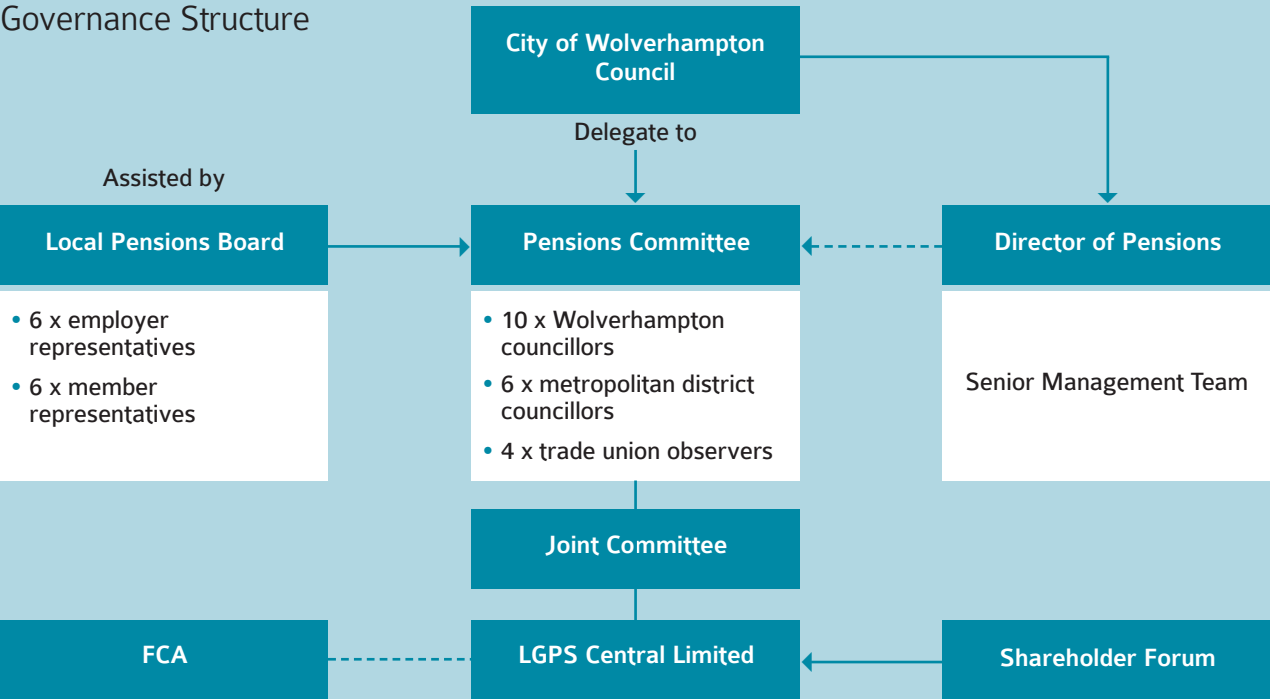 Governance Structure
City of Wolverhampton
Council
Delegate to
Assisted by
Local Pensions Board
Pensions Committee
Director of Pensions
• 6 x employer
representatives
• 6 x member
representatives
• 10 x Wolverhampton
councillors
• 6 x metropolitan district
councillors
• 4 x trade union observers
Senior Management Team
Joint Committee
FCA
LGPS Central Limited
Shareholder Forum